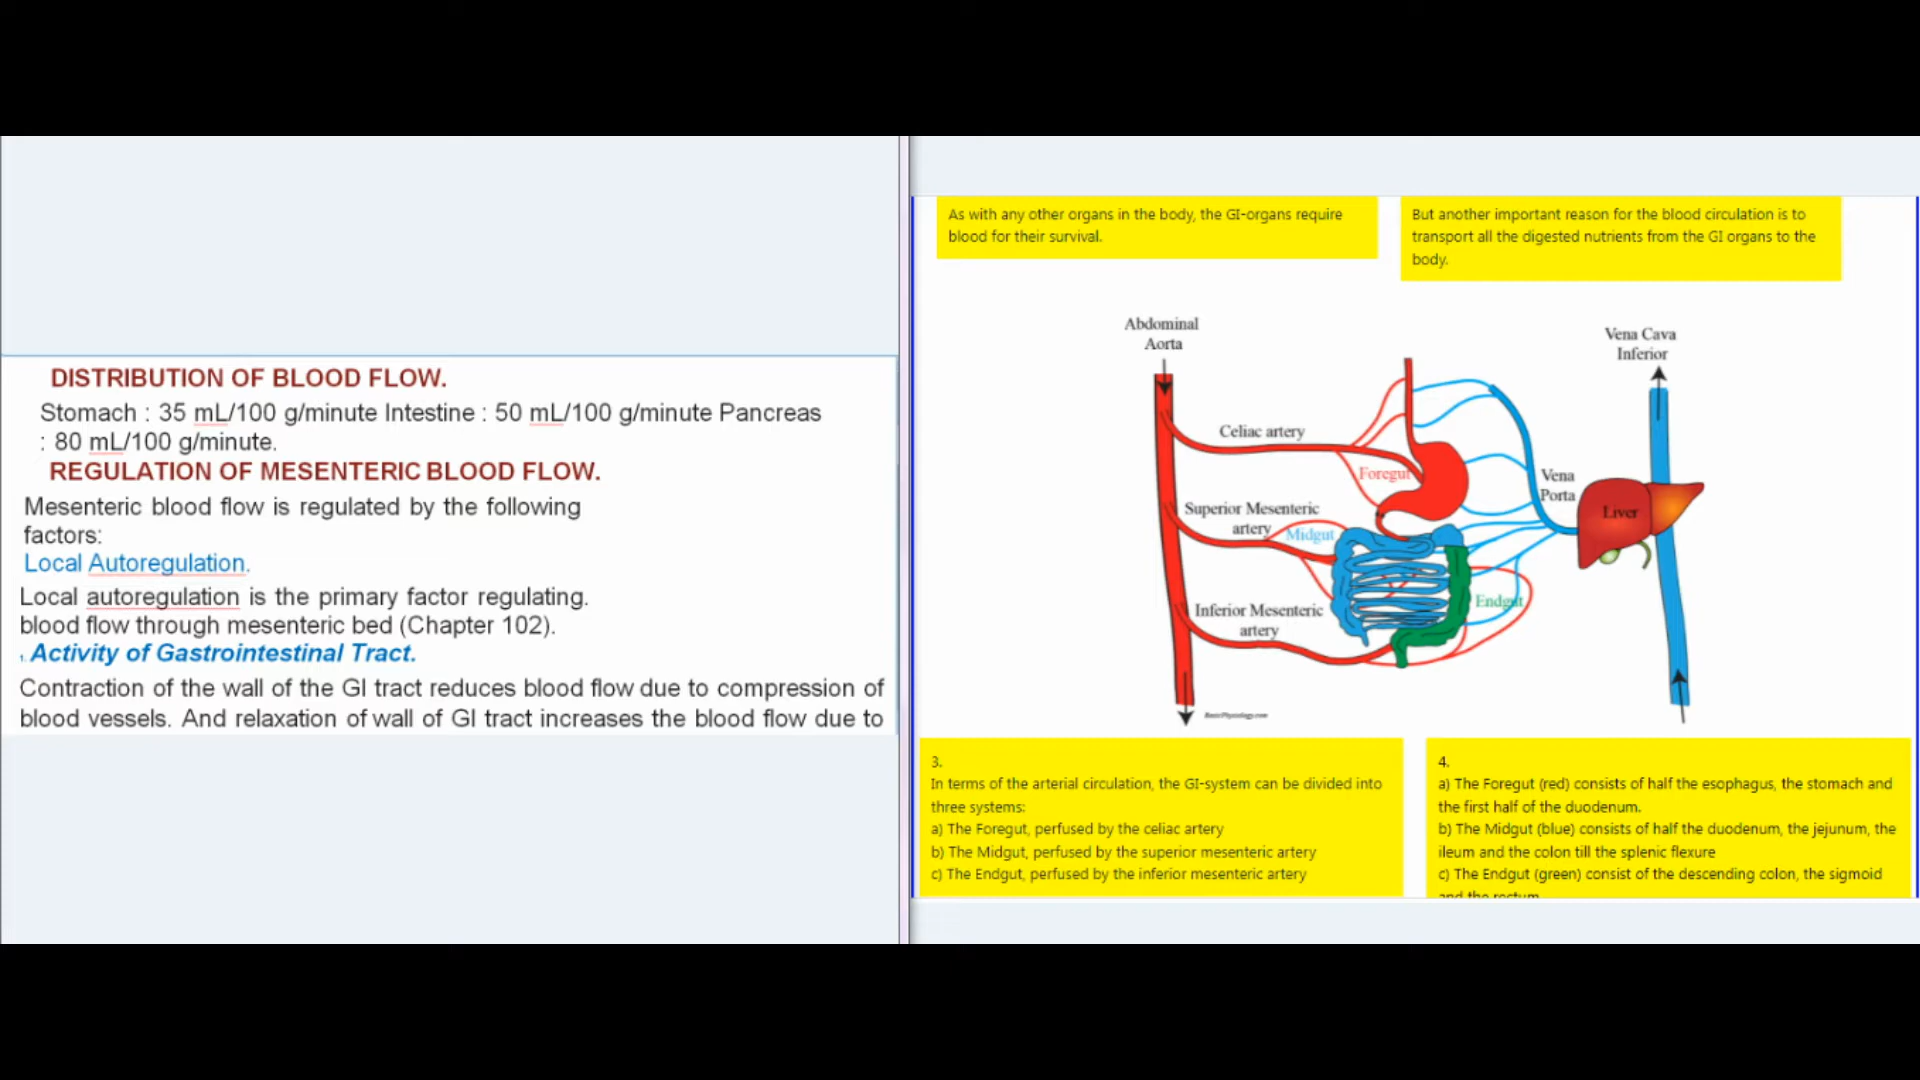 DISTRIBUTION OF BLOOD FLOW.
Stomach : 35 mL/100 g/minute Intestine : 50 mL/100 g/minute Pancreas
: 80 mL/100 g/minute.
REGULATION OF MESENTERIC BLOOD FLOW.
Mesenteric blood flow is regulated by the following
factors:
Local Autoregulation.
Local autoregulation is the primary factor regulating.
blood flow through mesenteric bed (Chapter 102).
1. Activity of Gastrointestinal Tract.
Contraction of the wall of the GI tract reduces blood flow due to compression of
blood vessels. And relaxation of wall of GI tract increases the blood flow due to
As with any other organs in the body, the GI-organs require
blood for their survival.
But another important reason for the blood circulation is to
transport all the digested nutrients from the GI organs to the
body.
Abdominal
Aorta
Vena Cava
Inferior
Celiac artery
Foregut
Vena
Porta
Liver
Superior Mesenteric
artery
Midgut
Endgut
Inferior Mesenteric
artery
BasicPhysiology.com
3.
In terms of the arterial circulation, the GI-system can be divided into
three systems:
a) The Foregut, perfused by the celiac artery
b) The Midgut, perfused by the superior mesenteric artery
c) The Endgut, perfused by the inferior mesenteric artery
4.
a) The Foregut (red) consists of half the esophagus, the stomach and
the first half of the duodenum.
b) The Midgut (blue) consists of half the duodenum, the jejunum, the
ileum and the colon till the splenic flexure
c) The Endgut (green) consist of the descending colon, the sigmoid
and the rectum